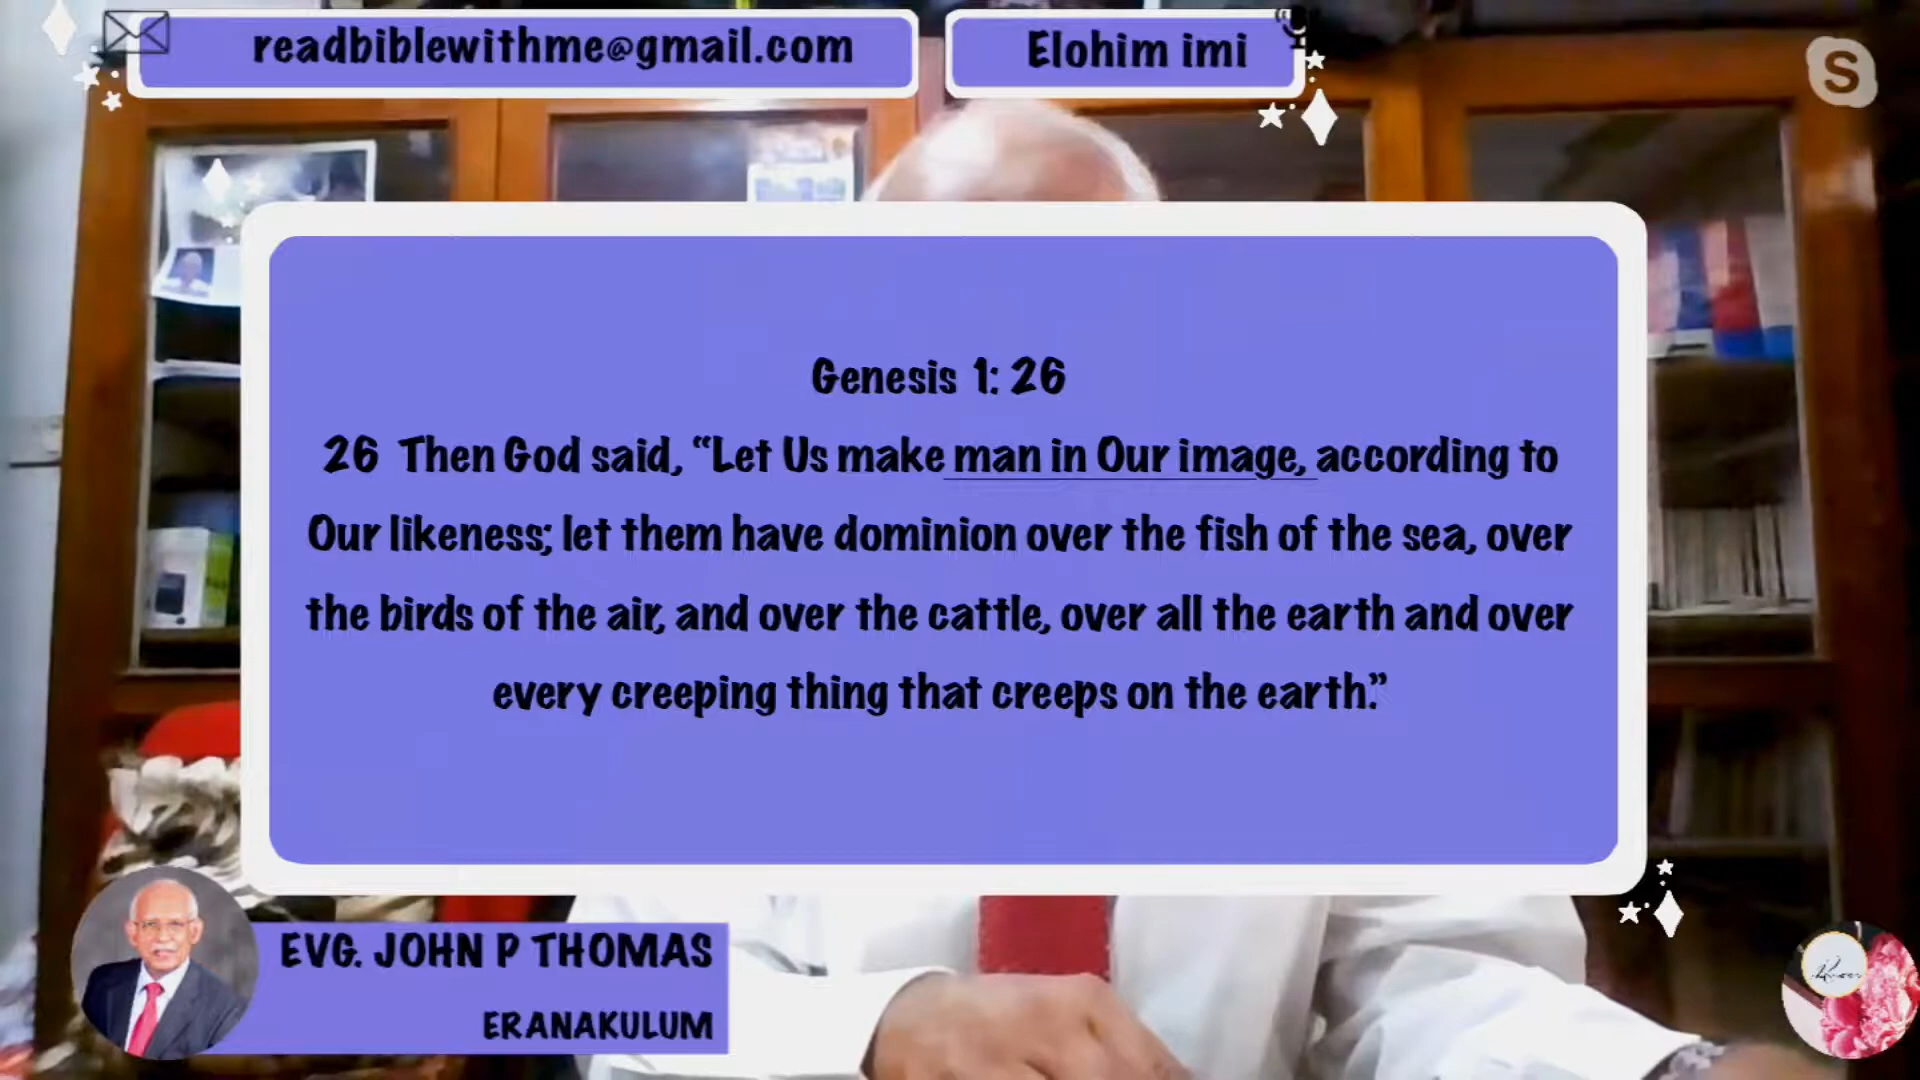 readbiblewithme@gmail.com
Elohim imi
S
Genesis 1: 26
26 Then God said, “Let Us make man in Our image, according to
Our likeness; let them have dominion over the fish of the sea, over
the birds of the air, and over the cattle, over all the earth and over
every creeping thing that creeps on the earth.”
EVG. JOHN P THOMAS
ERANAKULUM